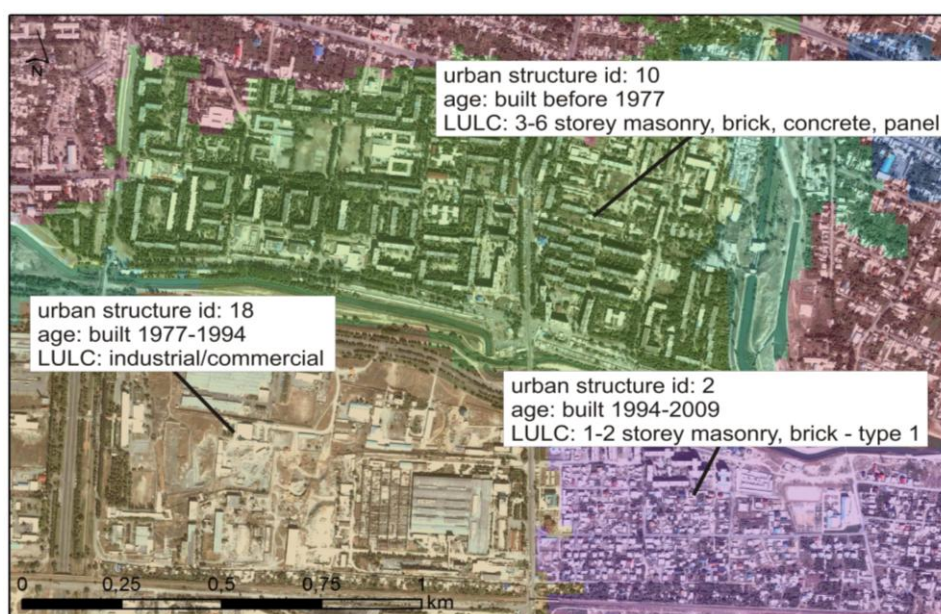 N
urban structure id: 10
age: built before 1977
LULC: 3-6 storey masonry, brick, concrete, panel
urban structure id: 18
age: built 1977-1994
LULC: industrial/commercial
urban structure id: 2
age: built 1994-2009
LULC: 1-2 storey masonry, brick - type 1
0 0,25 0,5 0,75 1
km